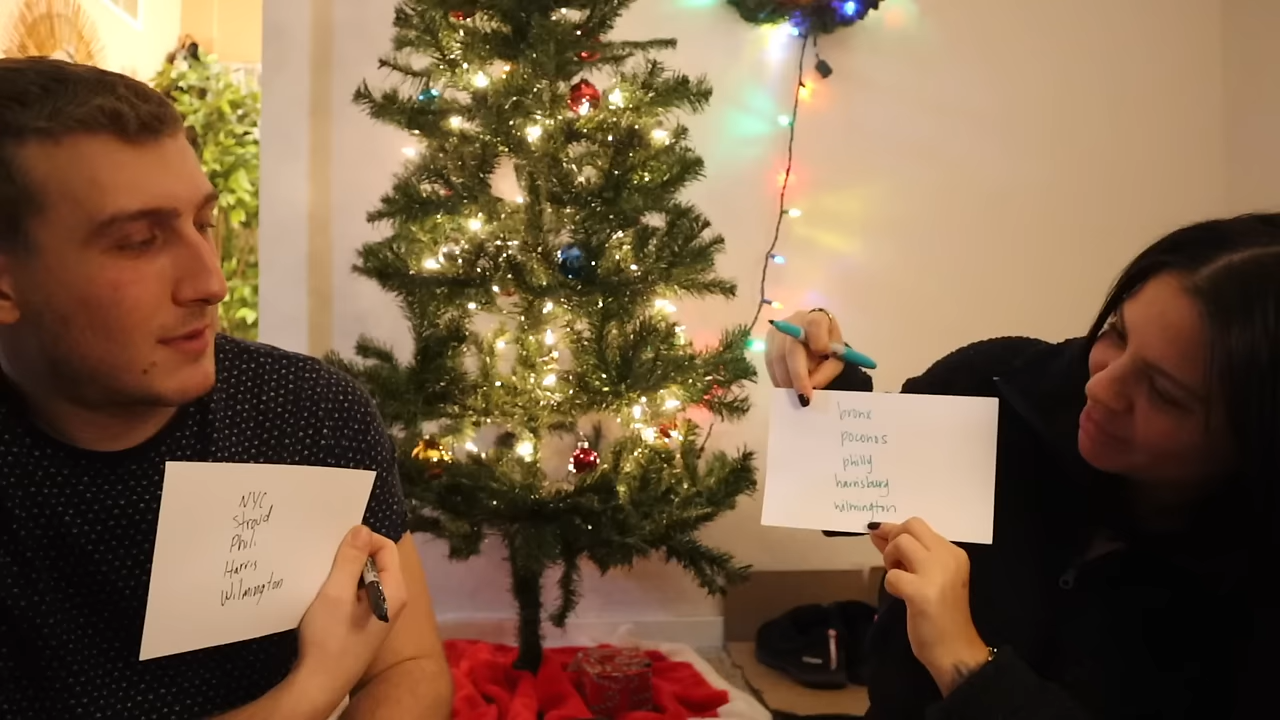 NYC
Stroud
Phil.
Harris
Wilmington
bronx
poconos
philly
harrisburg
wilmington